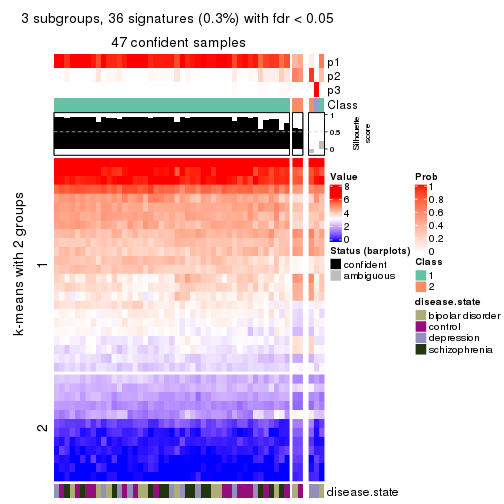 3 subgroups, 36 signatures (0.3%) with fdr < 0.05
47 confident samples
p1
p2
p3
Class
1
0.5
0
Silhouette
score
k-means with 2 groups
1
2
disease.state
Value
8
6
4
2
0
Status (barplots)
confident
ambiguous
Prob
1
0.8
0.6
0.4
0.2
0
Class
1
2
disease.state
bipolar disorder
control
depression
schizophrenia